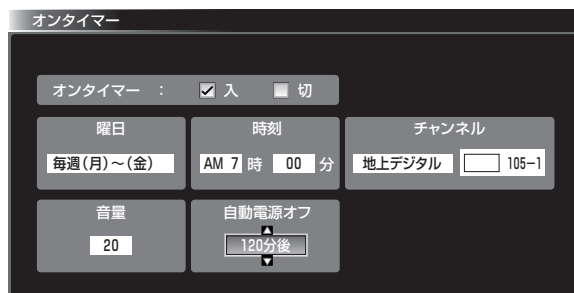 オンタイマー
オンタイマー : 入 切
曜日 時刻 チャンネル
毎週(月)~(金) AM 7 時 00 分 地上デジタル 105-1
音量 自動電源オフ
20 120分後